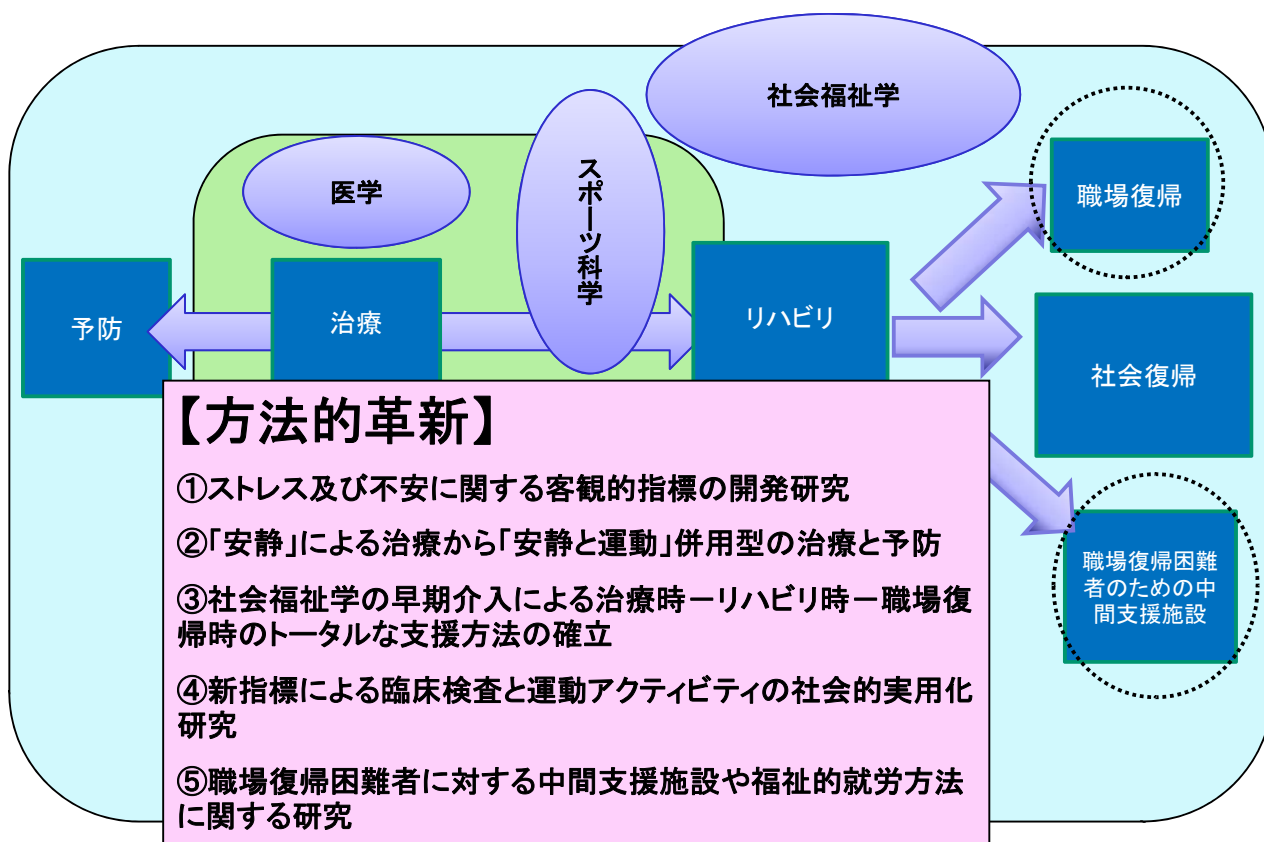 社会福祉学
医学
スポーツ科学
職場復帰
予防
治療
リハビリ
社会復帰
【方法的革新】
①ストレス及び不安に関する客観的指標の開発研究
②「安静」による治療から「安静と運動」併用型の治療と予防
③社会福祉学の早期介入による治療時－リハビリ時－職場復
帰時のトータルな支援方法の確立
④新指標による臨床検査と運動アクティビティの社会的実用化
研究
⑤職場復帰困難者に対する中間支援施設や福祉的就労方法
に関する研究
職場復帰困難
者のための中
間支援施設